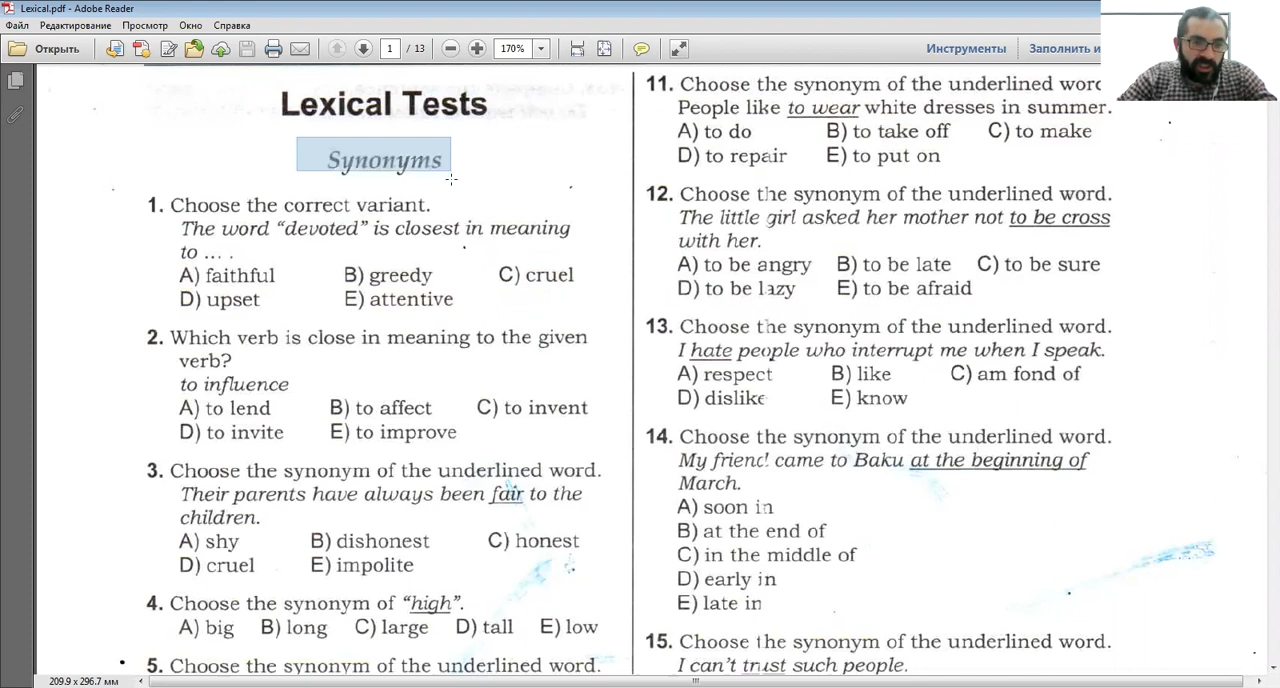 Lexical.pdf - Adobe Reader
Файл Редактирование Просмотр Окно Справка
Открыть 1 / 13 170% Инструменты Заполнить и
Lexical Tests
Synonyms
1. Choose the correct variant.
The word “devoted” is closest in meaning
to ... .
A) faithful B) greedy C) cruel
D) upset E) attentive
2. Which verb is close in meaning to the given
verb?
to influence
A) to lend B) to affect C) to invent
D) to invite E) to improve
3. Choose the synonym of the underlined word.
Their parents have always been fair to the
children.
A) shy B) dishonest C) honest
D) cruel E) impolite
4. Choose the synonym of “high”.
A) big B) long C) large D) tall E) low
5. Choose the synonym of the underlined word.
11. Choose the synonym of the underlined word
People like to wear white dresses in summer.
A) to do B) to take off C) to make
D) to repair E) to put on
12. Choose the synonym of the underlined word.
The little girl asked her mother not to be cross
with her.
A) to be angry B) to be late C) to be sure
D) to be lazy E) to be afraid
13. Choose the synonym of the underlined word.
I hate people who interrupt me when I speak.
A) respect B) like C) am fond of
D) dislike E) know
14. Choose the synonym of the underlined word.
My friend came to Baku at the beginning of
March.
A) soon in
B) at the end of
C) in the middle of
D) early in
E) late in
15. Choose the synonym of the underlined word.
I can’t trust such people.
209.9 x 296.7 мм